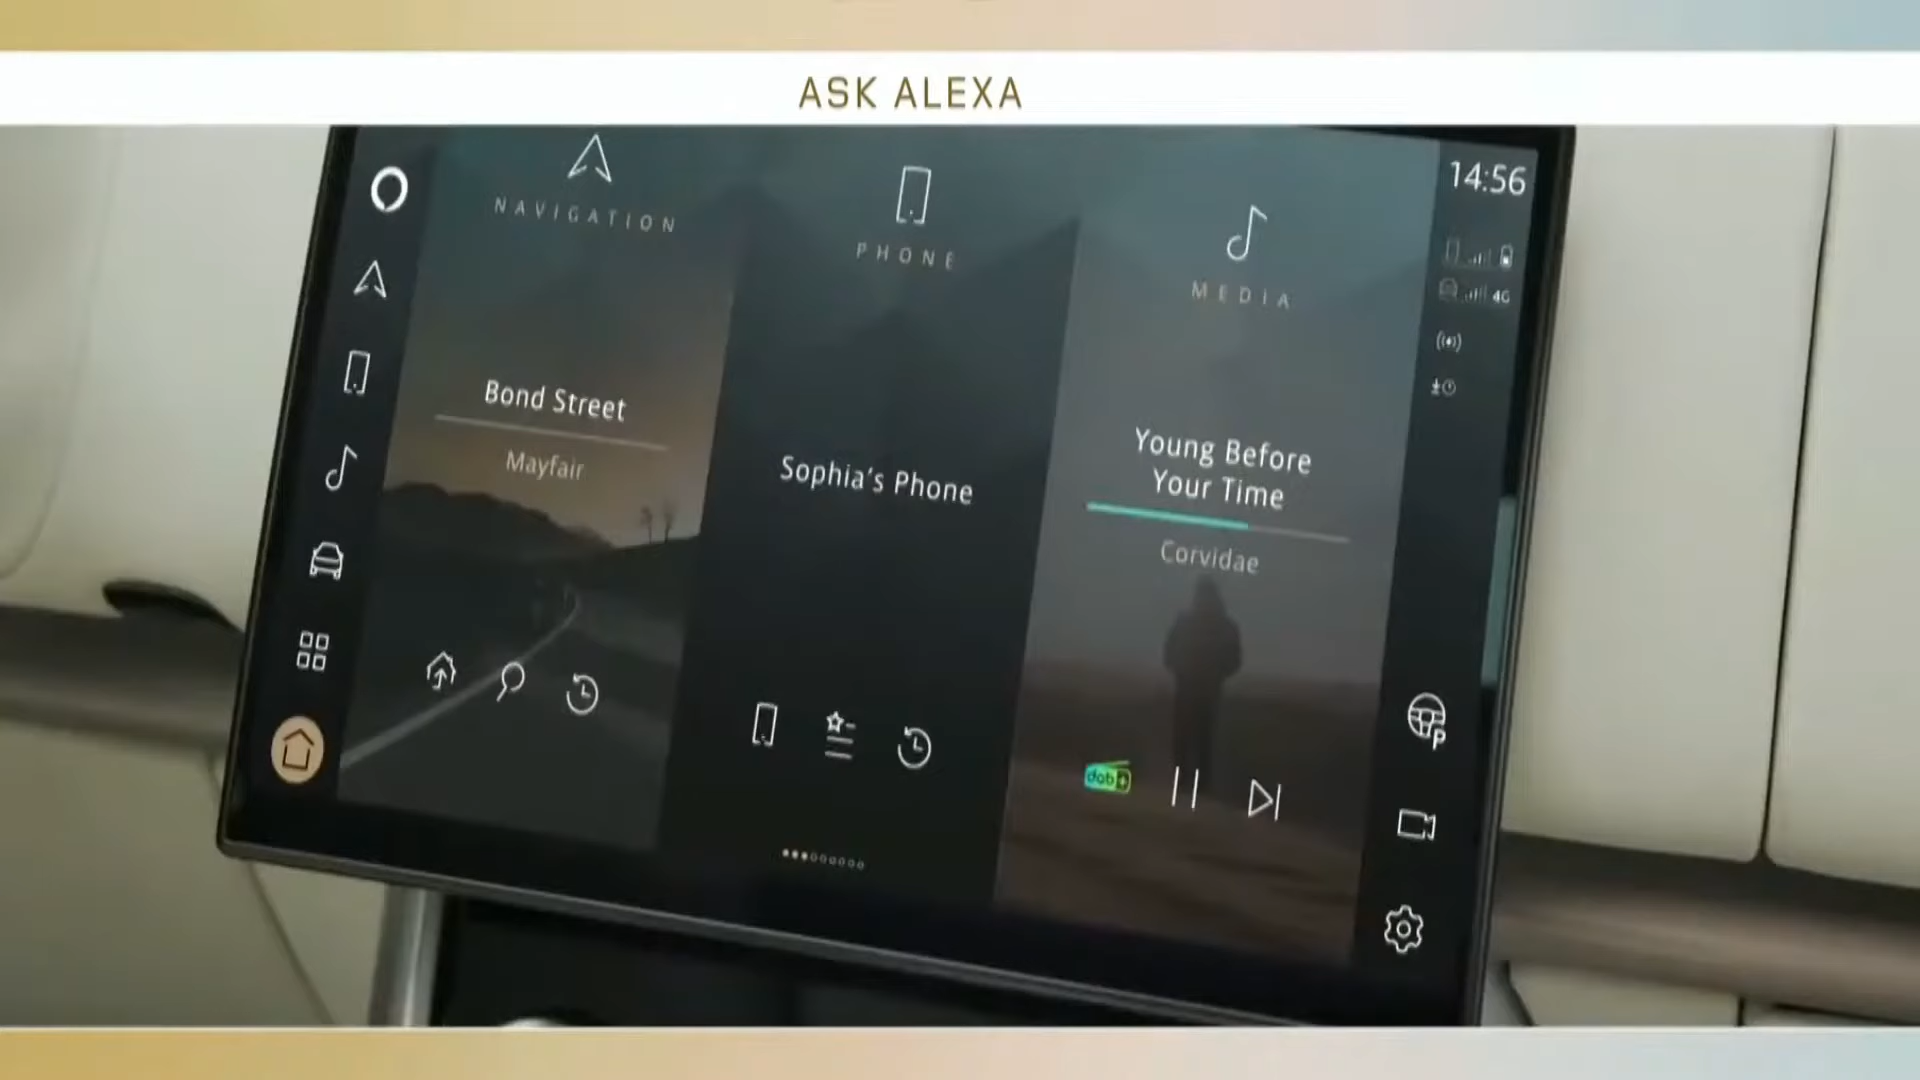 ASK ALEXA
NAVIGATION
PHONE
MEDIA
14:56
4G
Bond Street
Mayfair
Sophia's Phone
Young Before
Your Time
Corvidae
dab+
P